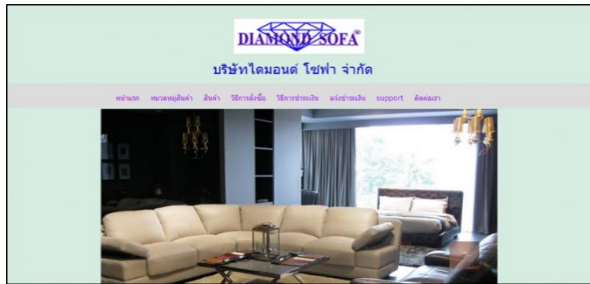 DIAMOND SOFA®
บริษัทไดมอนด์ โซฟา จำกัด
หน้าแรก หมวดหมู่สินค้า สินค้า วิธีการสั่งซื้อ วิธีการชำระเงิน แจ้งชำระเงิน support ติดต่อเรา